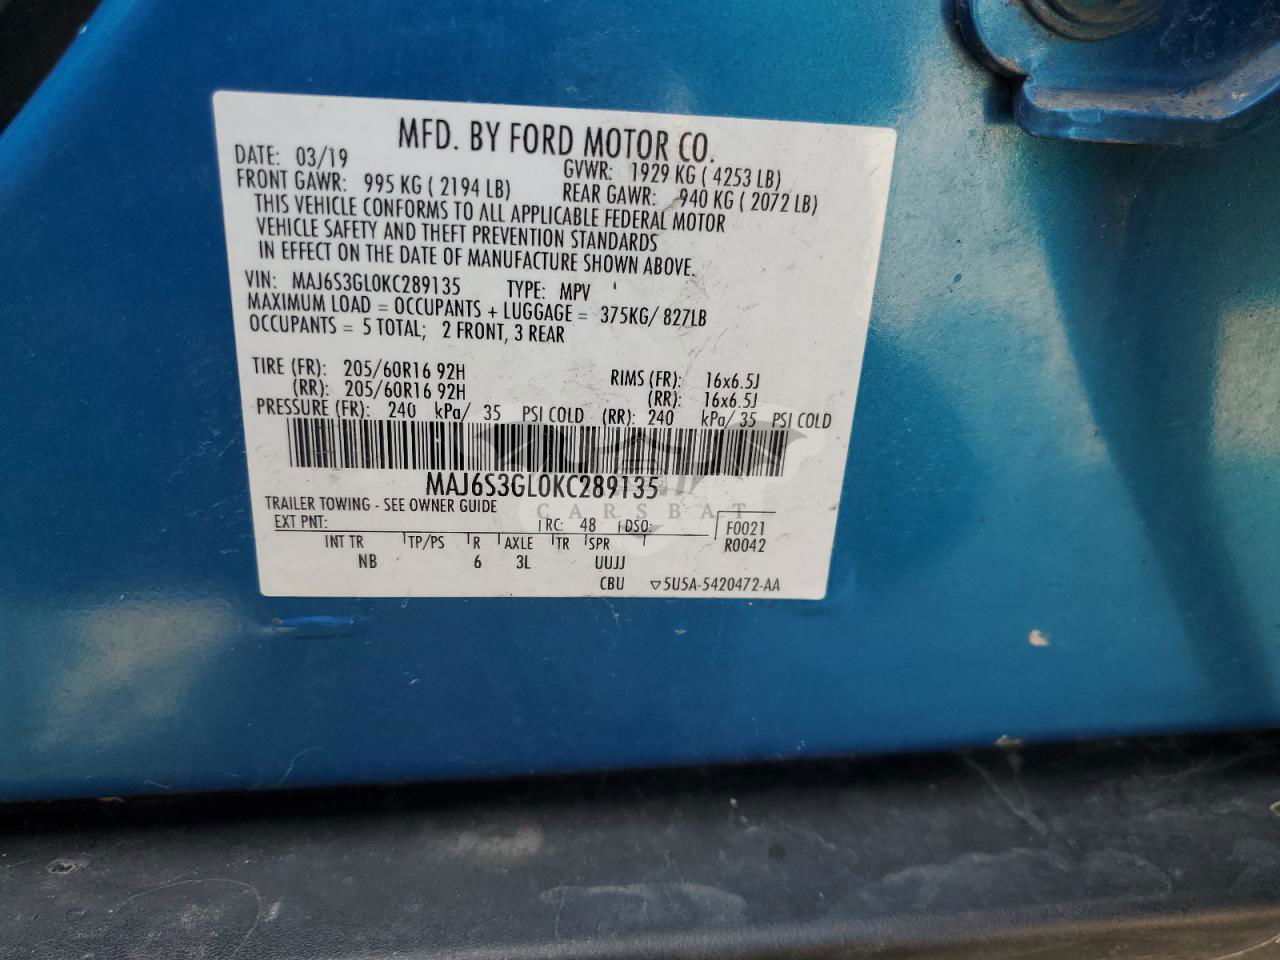 MFD. BY FORD MOTOR CO.
DATE: 03/19 GVWR: 1929 KG ( 4253 LB)
FRONT GAWR: 995 KG ( 2194 LB) REAR GAWR: 940 KG ( 2072 LB)
THIS VEHICLE CONFORMS TO ALL APPLICABLE FEDERAL MOTOR
VEHICLE SAFETY AND THEFT PREVENTION STANDARDS
IN EFFECT ON THE DATE OF MANUFACTURE SHOWN ABOVE.
VIN: MAJ6S3GL0KC289135 TYPE: MPV
MAXIMUM LOAD = OCCUPANTS + LUGGAGE = 375KG/ 827LB
OCCUPANTS = 5 TOTAL; 2 FRONT, 3 REAR
TIRE (FR): 205/60R16 92H RIMS (FR): 16x6.5J
(RR): 205/60R16 92H (RR): 16x6.5J
PRESSURE (FR): 240 kPa/ 35 PSI COLD (RR): 240 kPa/ 35 PSI COLD
MAJ6S3GL0KC289135
CARSBAT
TRAILER TOWING - SEE OWNER GUIDE
EXT PNT: RC: 48 DSO: F0021
INT TR TP/PS R AXLE TR SPR R0042
NB 6 3L UUJJ
CBU ▽5U5A-5420472-AA